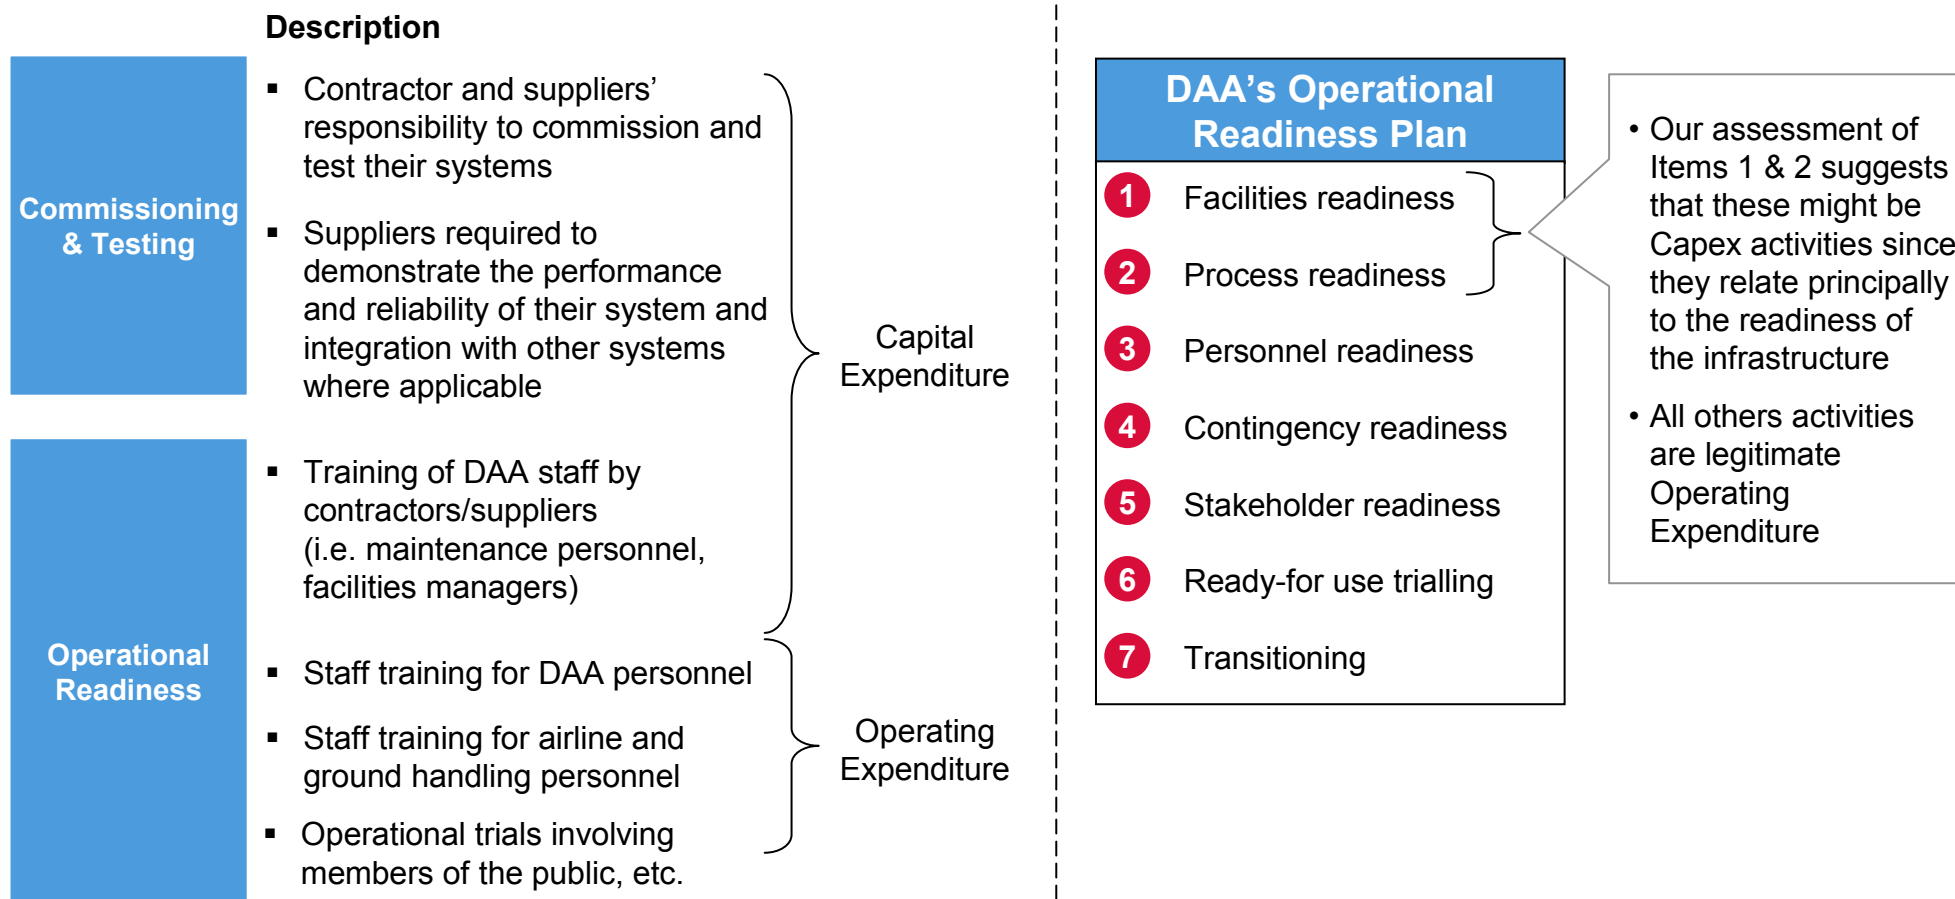 Description
Commissioning
& Testing
▪ Contractor and suppliers’
responsibility to commission and
test their systems
▪ Suppliers required to
demonstrate the performance
and reliability of their system and
integration with other systems
where applicable
Capital
Expenditure
Operational
Readiness
▪ Training of DAA staff by
contractors/suppliers
(i.e. maintenance personnel,
facilities managers)
▪ Staff training for DAA personnel
▪ Staff training for airline and
ground handling personnel
▪ Operational trials involving
members of the public, etc.
Operating
Expenditure
DAA’s Operational
Readiness Plan
1 Facilities readiness
2 Process readiness
3 Personnel readiness
4 Contingency readiness
5 Stakeholder readiness
6 Ready-for use trialling
7 Transitioning
• Our assessment of
Items 1 & 2 suggests
that these might be
Capex activities since
they relate principally
to the readiness of
the infrastructure
• All others activities
are legitimate
Operating
Expenditure